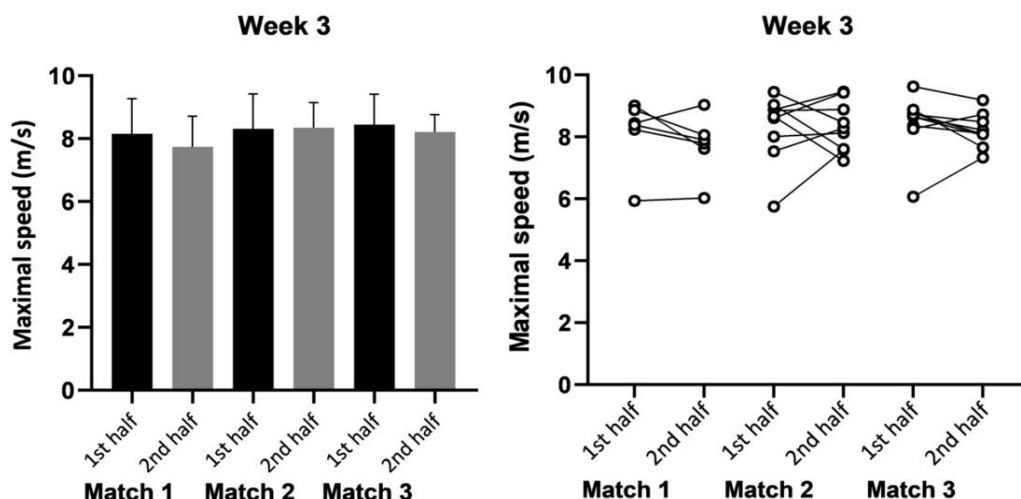 Week 3
Maximal speed (m/s)
10
8
6
4
2
0
1st half
2nd half
1st half
2nd half
1st half
2nd half
Match 1 Match 2 Match 3
Week 3
Maximal speed (m/s)
10
8
6
4
2
0
1st half
2nd half
1st half
2nd half
1st half
2nd half
Match 1 Match 2 Match 3